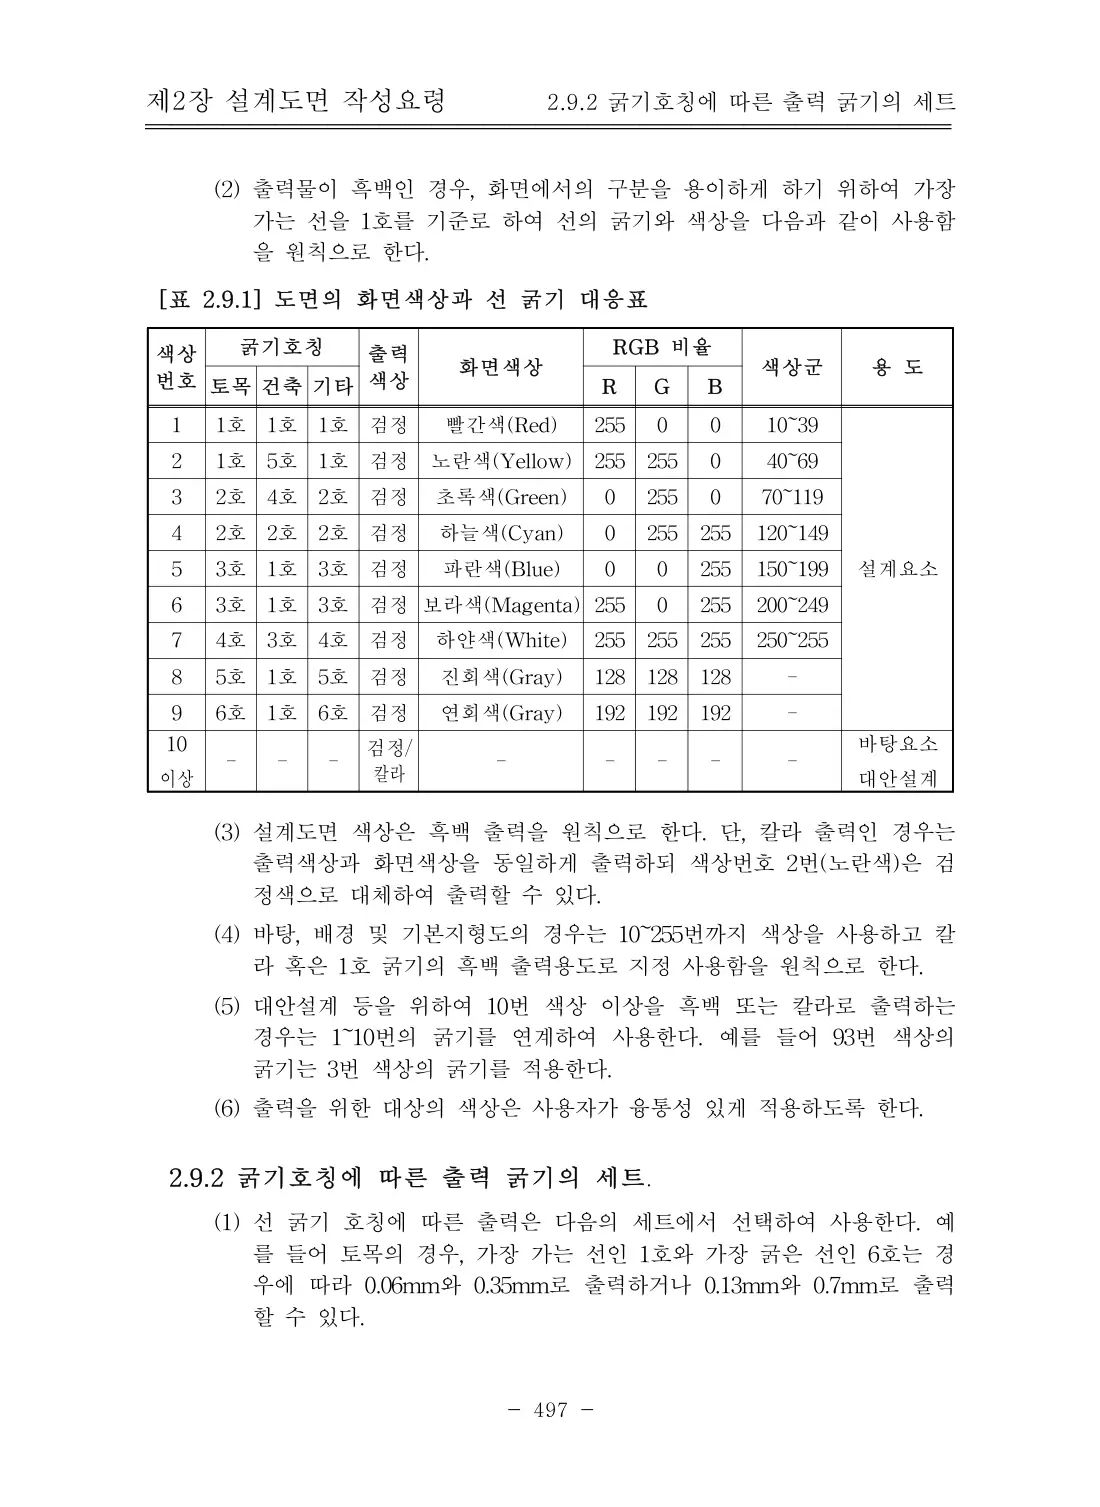 제2장 설계도면 작성요령 2.9.2 굵기호칭에 따른 출력 굵기의 세트
(2) 출력물이 흑백인 경우, 화면에서의 구분을 용이하게 하기 위하여 가장
가는 선을 1호를 기준로 하여 선의 굵기와 색상을 다음과 같이 사용함
을 원칙으로 한다.
[표 2.9.1] 도면의 화면색상과 선 굵기 대응표
색상번호 굵기호칭 출력색상 화면색상 RGB 비율 색상군 용 도
토목 건축 기타 R G B
1 1호 1호 1호 검정 빨간색(Red) 255 0 0 10~39
2 1호 5호 1호 검정 노란색(Yellow) 255 255 0 40~69
3 2호 4호 2호 검정 초록색(Green) 0 255 0 70~119
4 2호 2호 2호 검정 하늘색(Cyan) 0 255 255 120~149
5 3호 1호 3호 검정 파란색(Blue) 0 0 255 150~199 설계요소
6 3호 1호 3호 검정 보라색(Magenta) 255 0 255 200~249
7 4호 3호 4호 검정 하얀색(White) 255 255 255 250~255
8 5호 1호 5호 검정 진회색(Gray) 128 128 128 -
9 6호 1호 6호 검정 연회색(Gray) 192 192 192 -
10 이상 - - - 검정/칼라 - - - - - 바탕요소 대안설계
(3) 설계도면 색상은 흑백 출력을 원칙으로 한다. 단, 칼라 출력인 경우는
출력색상과 화면색상을 동일하게 출력하되 색상번호 2번(노란색)은 검
정색으로 대체하여 출력할 수 있다.
(4) 바탕, 배경 및 기본지형도의 경우는 10~255번까지 색상을 사용하고 칼
라 혹은 1호 굵기의 흑백 출력용도로 지정 사용함을 원칙으로 한다.
(5) 대안설계 등을 위하여 10번 색상 이상을 흑백 또는 칼라로 출력하는
경우는 1~10번의 굵기를 연계하여 사용한다. 예를 들어 93번 색상의
굵기는 3번 색상의 굵기를 적용한다.
(6) 출력을 위한 대상의 색상은 사용자가 융통성 있게 적용하도록 한다.
2.9.2 굵기호칭에 따른 출력 굵기의 세트.
(1) 선 굵기 호칭에 따른 출력은 다음의 세트에서 선택하여 사용한다. 예
를 들어 토목의 경우, 가장 가는 선인 1호와 가장 굵은 선인 6호는 경
우에 따라 0.06mm와 0.35mm로 출력하거나 0.13mm와 0.7mm로 출력
할 수 있다.
- 497 -